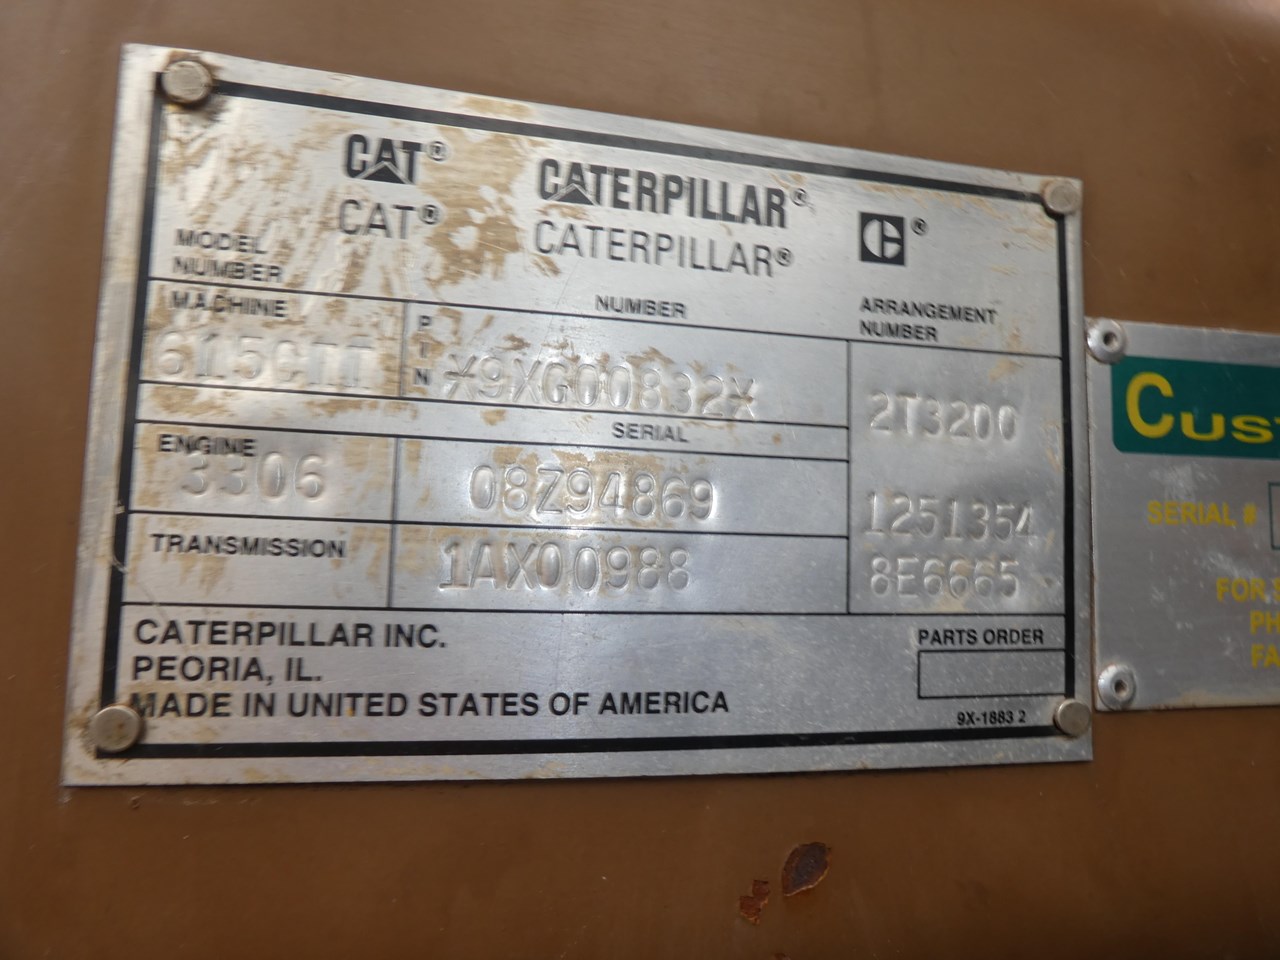 CAT® CATERPILLAR®
CAT® CATERPILLAR® C®
MODEL
NUMBER
NUMBER
ARRANGEMENT
NUMBER
MACHINE
615CII
PIN
*9XG00832*
2T3200
SERIAL
ENGINE
3306
08Z94869
1251354
TRANSMISSION
1AX00988
8E6665
CATERPILLAR INC.
PEORIA, IL.
MADE IN UNITED STATES OF AMERICA
PARTS ORDER
9X-1883 2
CUS
SERIAL #
FOR
PH
FA